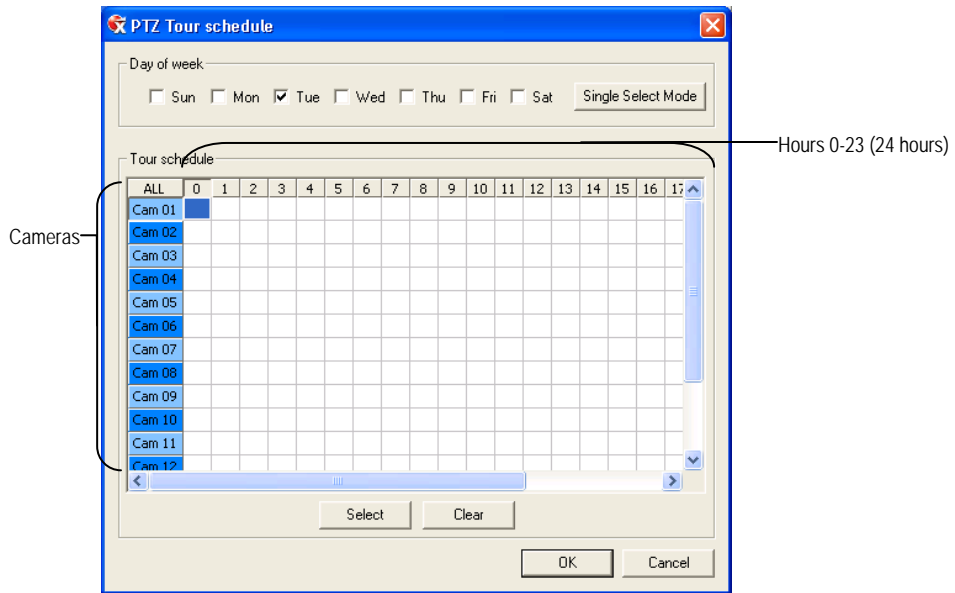 PTZ Tour schedule
Day of week
Sun Mon Tue Wed Thu Fri Sat Single Select Mode
Hours 0-23 (24 hours)
Tour schedule
ALL 0 1 2 3 4 5 6 7 8 9 10 11 12 13 14 15 16 17
Cam 01
Cameras
Cam 02
Cam 03
Cam 04
Cam 05
Cam 06
Cam 07
Cam 08
Cam 09
Cam 10
Cam 11
Cam 12
Select Clear
OK Cancel